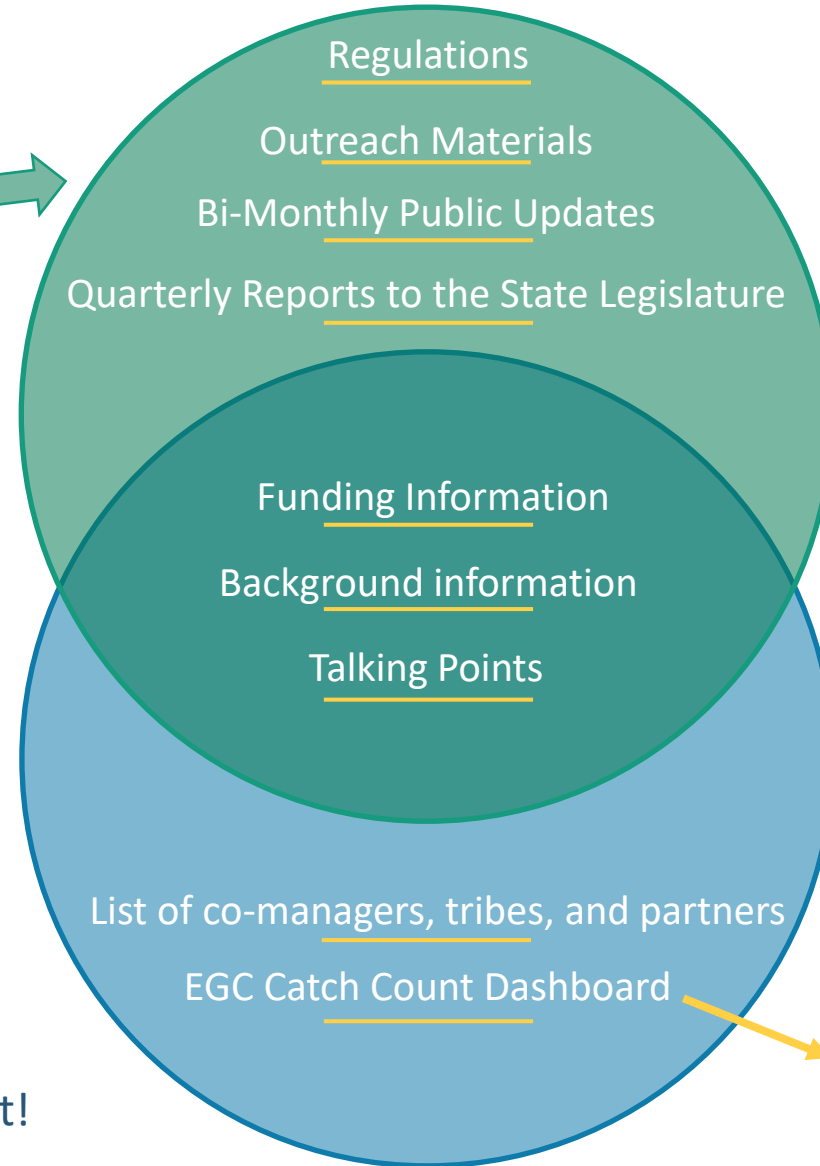 Regulations
Outreach Materials
Bi-Monthly Public Updates
Quarterly Reports to the State Legislature
Funding Information
Background information
Talking Points
List of co-managers, tribes, and partners
EGC Catch Count Dashboard
t!